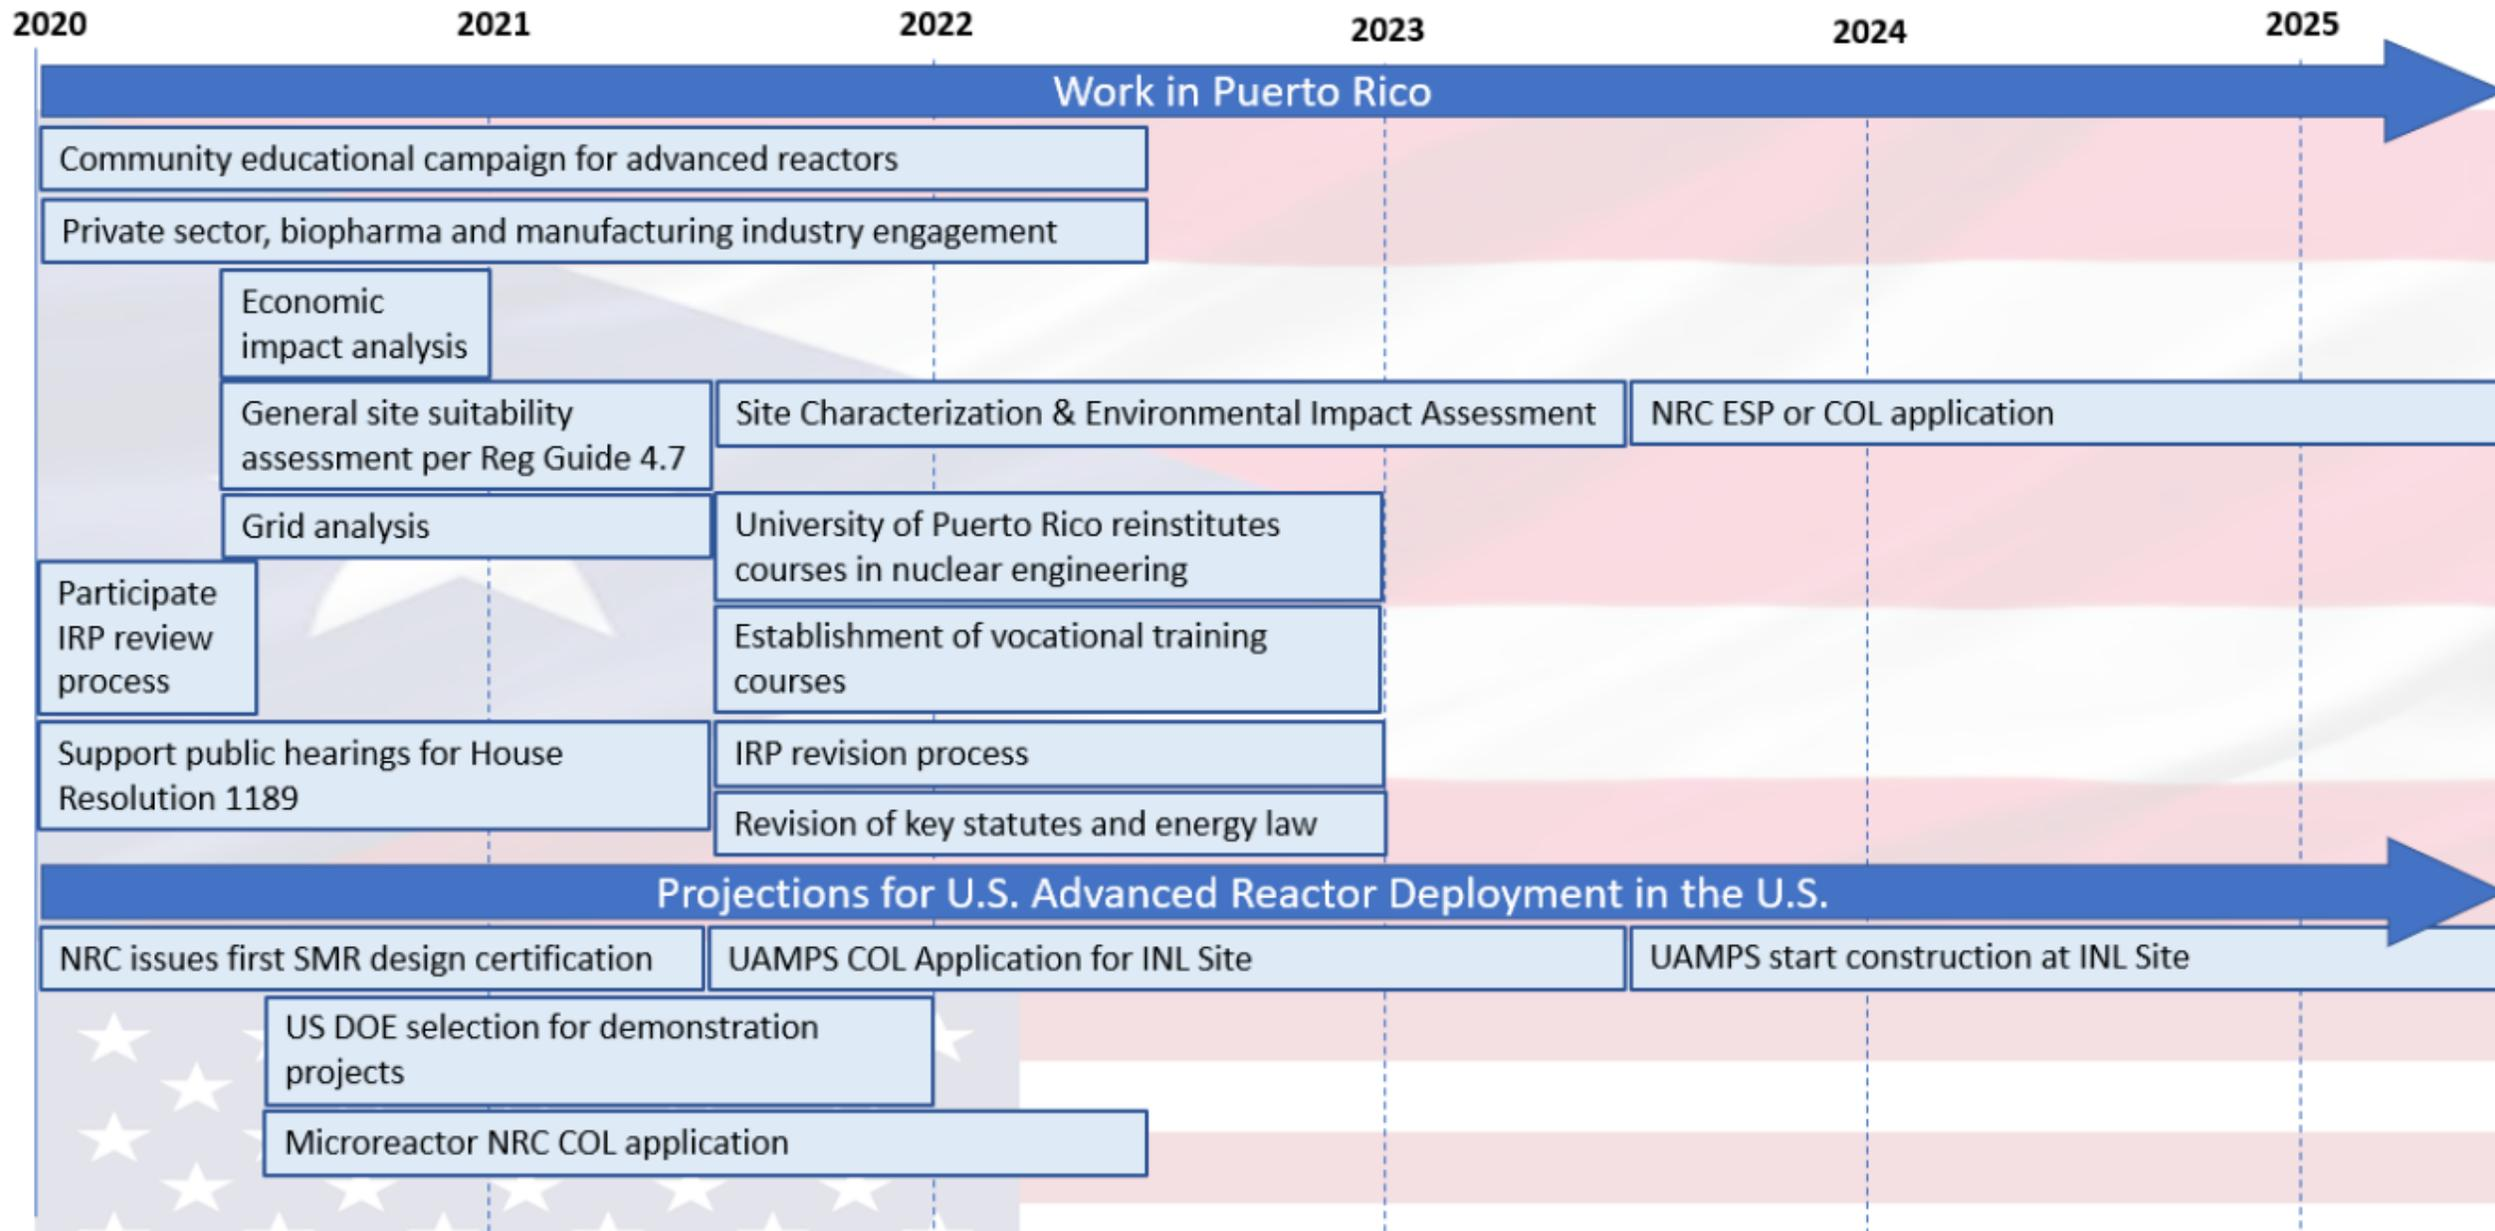 2020
2021
2022
2023
2024
2025
Work in Puerto Rico
Community educational campaign for advanced reactors
Private sector, biopharma and manufacturing industry engagement
Economic
impact analysis
General site suitability
assessment per Reg Guide 4.7
Site Characterization & Environmental Impact Assessment
NRC ESP or COL application
Grid analysis
University of Puerto Rico reinstitutes
courses in nuclear engineering
Participate
IRP review
process
Establishment of vocational training
courses
Support public hearings for House
Resolution 1189
IRP revision process
Revision of key statutes and energy law
Projections for U.S. Advanced Reactor Deployment in the U.S.
NRC issues first SMR design certification
UAMPS COL Application for INL Site
UAMPS start construction at INL Site
US DOE selection for demonstration
projects
Microreactor NRC COL application